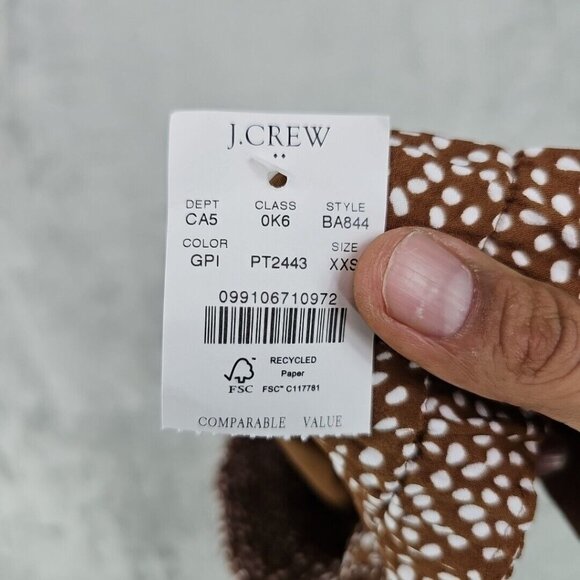 J.CREW
DEPT CLASS STYLE
CA5 0K6 BA844
COLOR SIZE
GPI PT2443 XXS
099106710972
RECYCLED
Paper
FSC FSC™ C117781
COMPARABLE VALUE